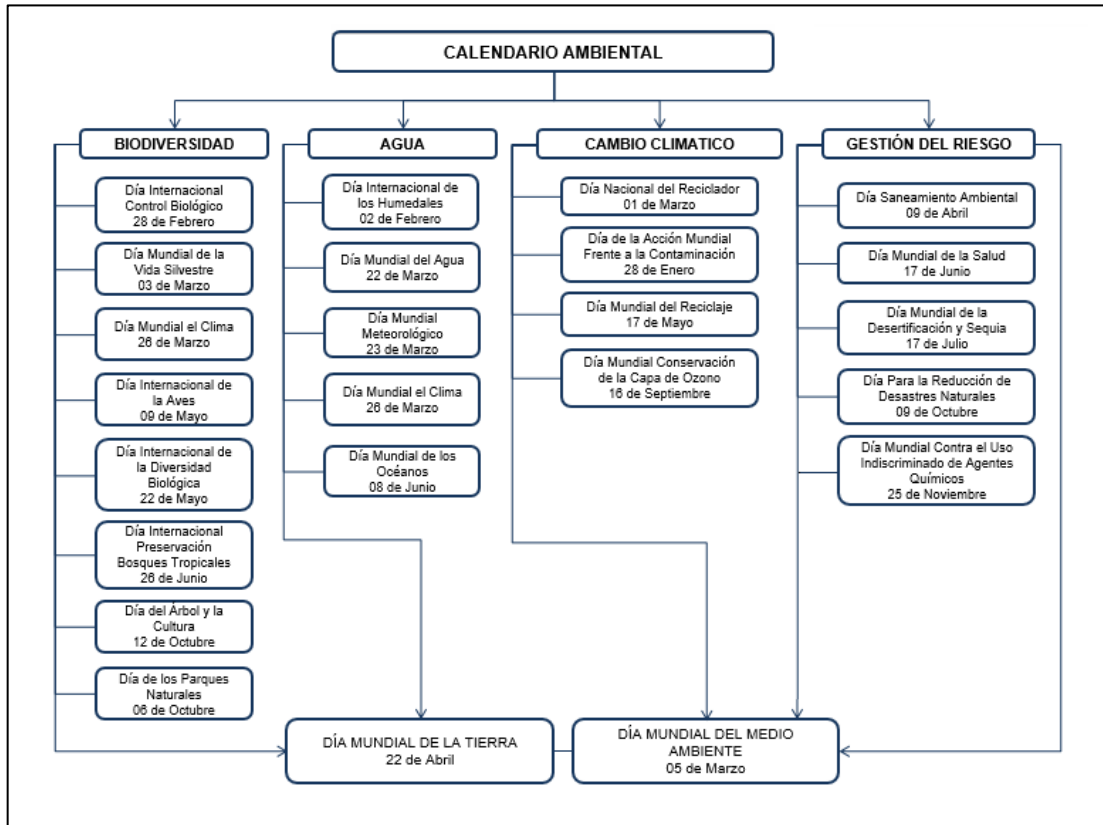 CALENDARIO AMBIENTAL
BIODIVERSIDAD
Día Internacional
Control Biológico
28 de Febrero
Día Mundial de la
Vida Silvestre
03 de Marzo
Día Mundial el Clima
26 de Marzo
Día Internacional de
la Aves
09 de Mayo
Día Internacional de
la Diversidad
Biológica
22 de Mayo
Día Internacional
Preservación
Bosques Tropicales
26 de Junio
Día del Árbol y la
Cultura
12 de Octubre
Día de los Parques
Naturales
06 de Octubre
AGUA
Día Internacional de
los Humedales
02 de Febrero
Día Mundial del Agua
22 de Marzo
Día Mundial
Meteorológico
23 de Marzo
Día Mundial el Clima
26 de Marzo
Día Mundial de los
Océanos
08 de Junio
CAMBIO CLIMATICO
Día Nacional del Reciclador
01 de Marzo
Día de la Acción Mundial
Frente a la Contaminación
28 de Enero
Día Mundial del Reciclaje
17 de Mayo
Día Mundial Conservación
de la Capa de Ozono
16 de Septiembre
GESTIÓN DEL RIESGO
Día Saneamiento Ambiental
09 de Abril
Día Mundial de la Salud
17 de Junio
Día Mundial de la
Desertificación y Sequia
17 de Julio
Día Para la Reducción de
Desastres Naturales
09 de Octubre
Día Mundial Contra el Uso
Indiscriminado de Agentes
Químicos
25 de Noviembre
DÍA MUNDIAL DE LA TIERRA
22 de Abril
DÍA MUNDIAL DEL MEDIO
AMBIENTE
05 de Marzo